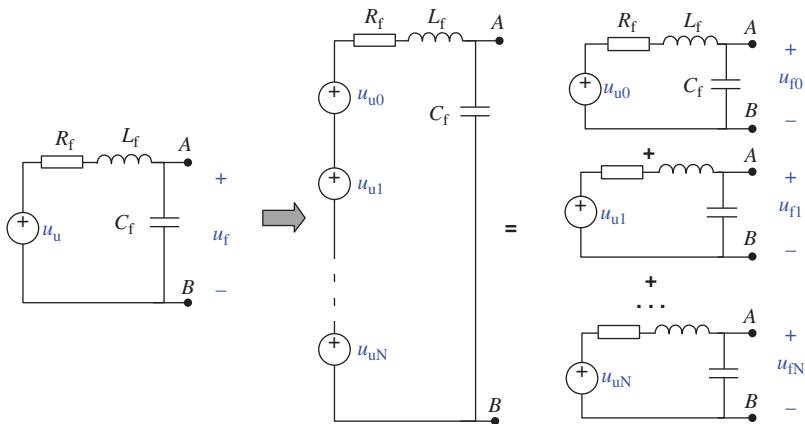 R_f L_f A
+
u_u C_f u_f
+
B −
R_f L_f A
+ u_u0
C_f
+ u_u1
+ u_uN
B
=
R_f L_f A
+
+ u_u0 C_f u_f0
B −
+
A
+
+ u_u1 u_f1
B −
+
...
A
+
+ u_uN u_fN
B −